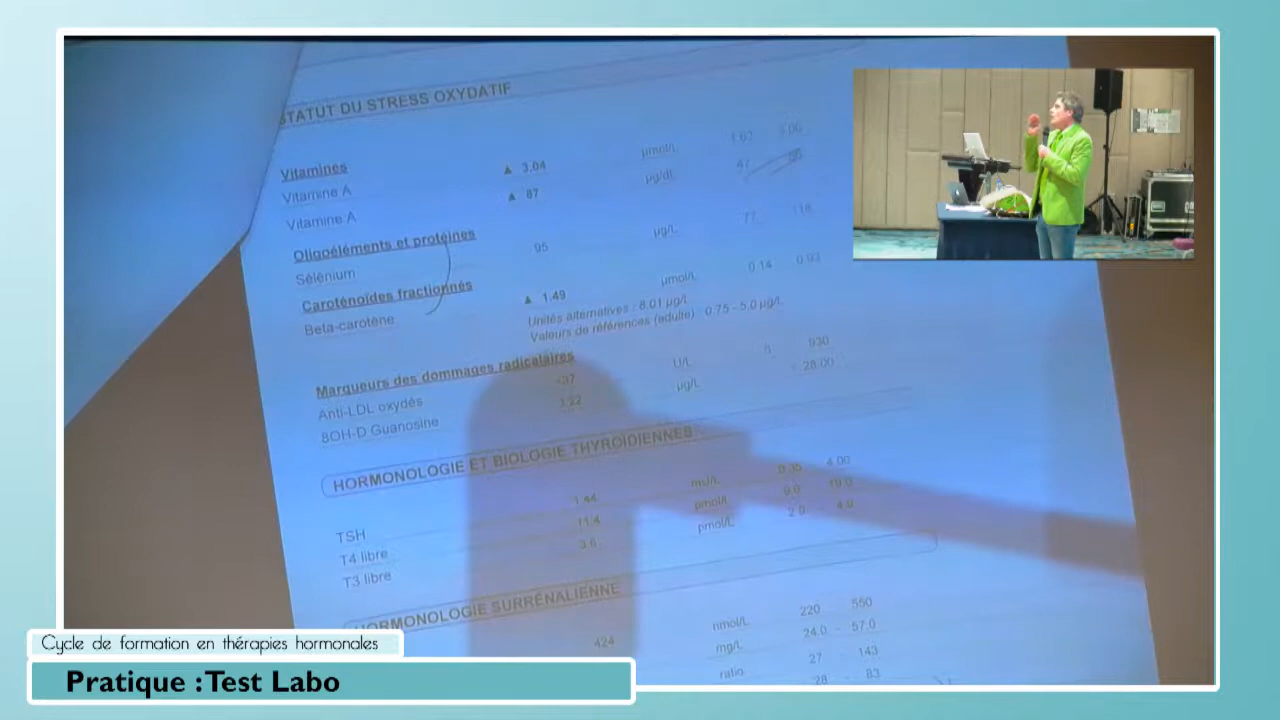 STATUT DU STRESS OXYDATIF
Vitamines
Vitamine A ▲ 3.04 µmol/L 1.62 3.00
Vitamine A ▲ 87 µg/dl 47
Oligoéléments et protéines
Sélénium 95 µg/L 77 118
Caroténoïdes fractionnés
Beta-carotène ▲ 1.49 µmol/L 0.14 0.93
Unités alternatives : 8.01 µg/L
Valeurs de références (adulte) 0.75 - 5.0 µg/L
Marqueurs des dommages radicalaires
Anti-LDL oxydés <37 U/L 930
8OH-D Guanosine 3.22 µg/L 28.00
HORMONOLOGIE ET BIOLOGIE THYROÏDIENNES
TSH 1.44 mU/L 0.35 4.00
T4 libre 11.4 pmol/L 9.0 19.0
T3 libre 3.6 pmol/L 2.9 - 4.9
HORMONOLOGIE SURRÉNALIENNE
424 nmol/L 220 550
mg/L 24.0 - 57.0
ratio 27 - 143
28 - 83
Cycle de formation en thérapies hormonales
Pratique : Test Labo